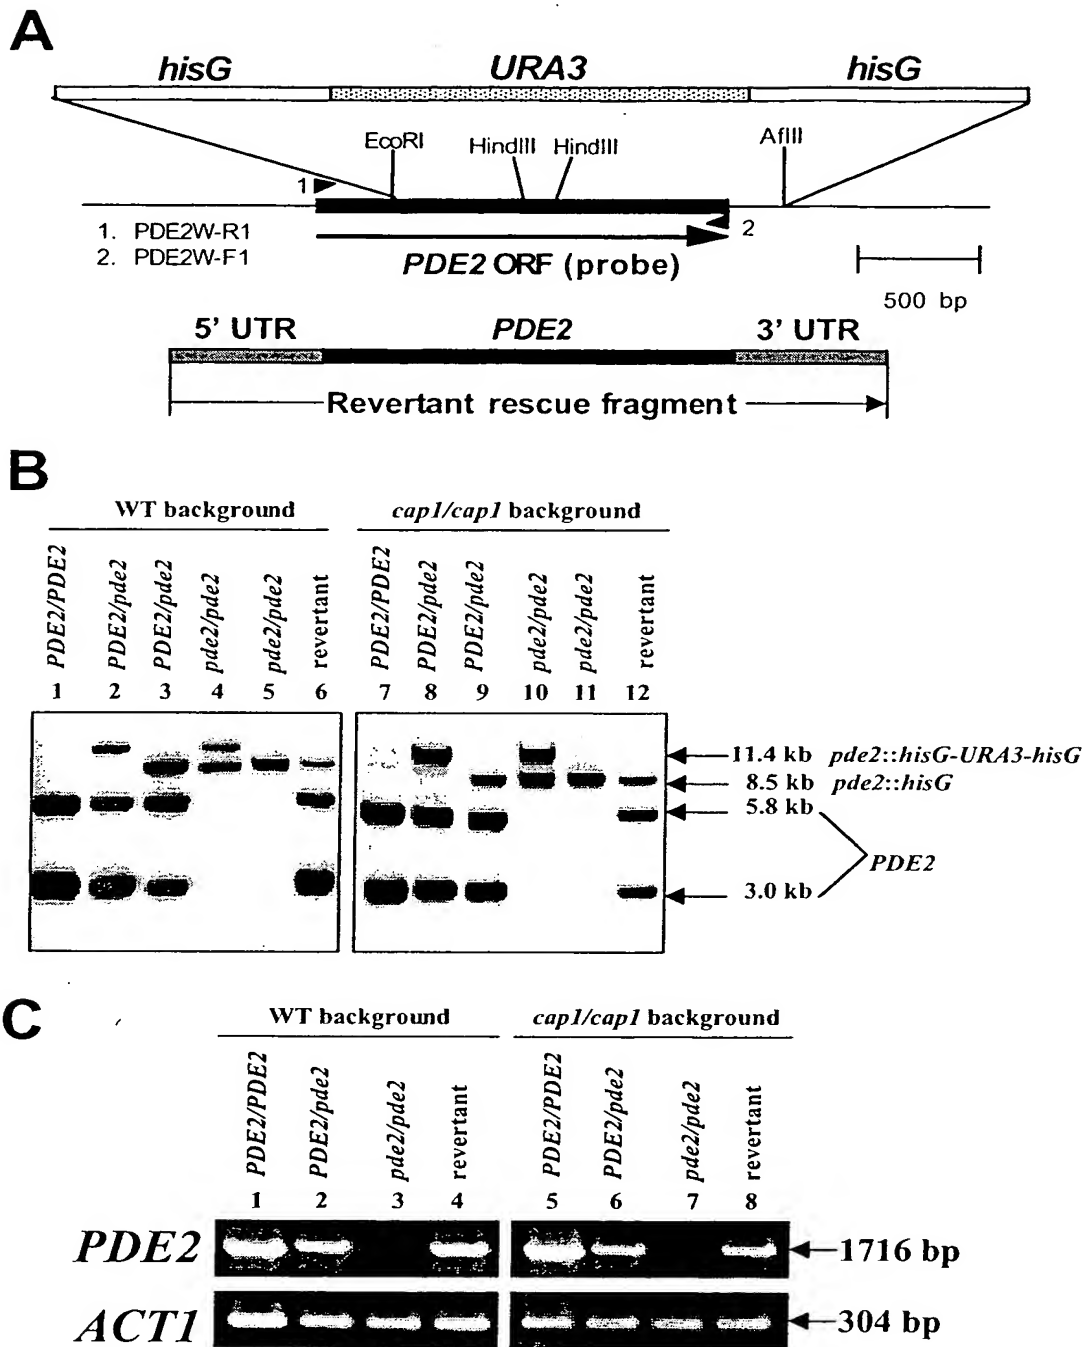 A
hisG URA3 hisG
EcoRI HindIII HindIII AflII
1
2
1. PDE2W-R1
2. PDE2W-F1
PDE2 ORF (probe)
500 bp
5' UTR PDE2 3' UTR
Revertant rescue fragment
B
WT background cap1/cap1 background
PDE2/PDE2 PDE2/pde2 PDE2/pde2 pde2/pde2 pde2/pde2 revertant PDE2/PDE2 PDE2/pde2 PDE2/pde2 pde2/pde2 pde2/pde2 revertant
1 2 3 4 5 6 7 8 9 10 11 12
11.4 kb pde2::hisG-URA3-hisG
8.5 kb pde2::hisG
5.8 kb
PDE2
3.0 kb
C
WT background cap1/cap1 background
PDE2/PDE2 PDE2/pde2 pde2/pde2 revertant PDE2/PDE2 PDE2/pde2 pde2/pde2 revertant
1 2 3 4 5 6 7 8
PDE2 1716 bp
ACT1 304 bp